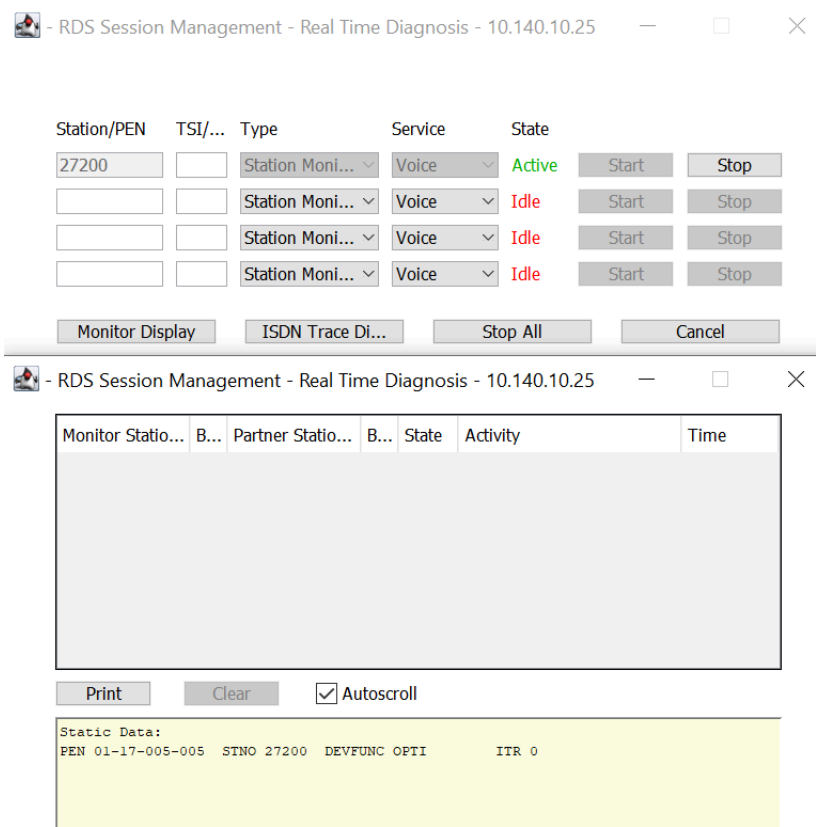 - RDS Session Management - Real Time Diagnosis - 10.140.10.25
Station/PEN TSI/... Type Service State
27200 Station Moni... Voice Active Start Stop
Station Moni... Voice Idle Start Stop
Station Moni... Voice Idle Start Stop
Station Moni... Voice Idle Start Stop
Monitor Display ISDN Trace Di... Stop All Cancel
- RDS Session Management - Real Time Diagnosis - 10.140.10.25
Monitor Statio... B... Partner Statio... B... State Activity Time
Print Clear Autoscroll
Static Data:
PEN 01-17-005-005 STNO 27200 DEVFUNC OPTI ITR 0